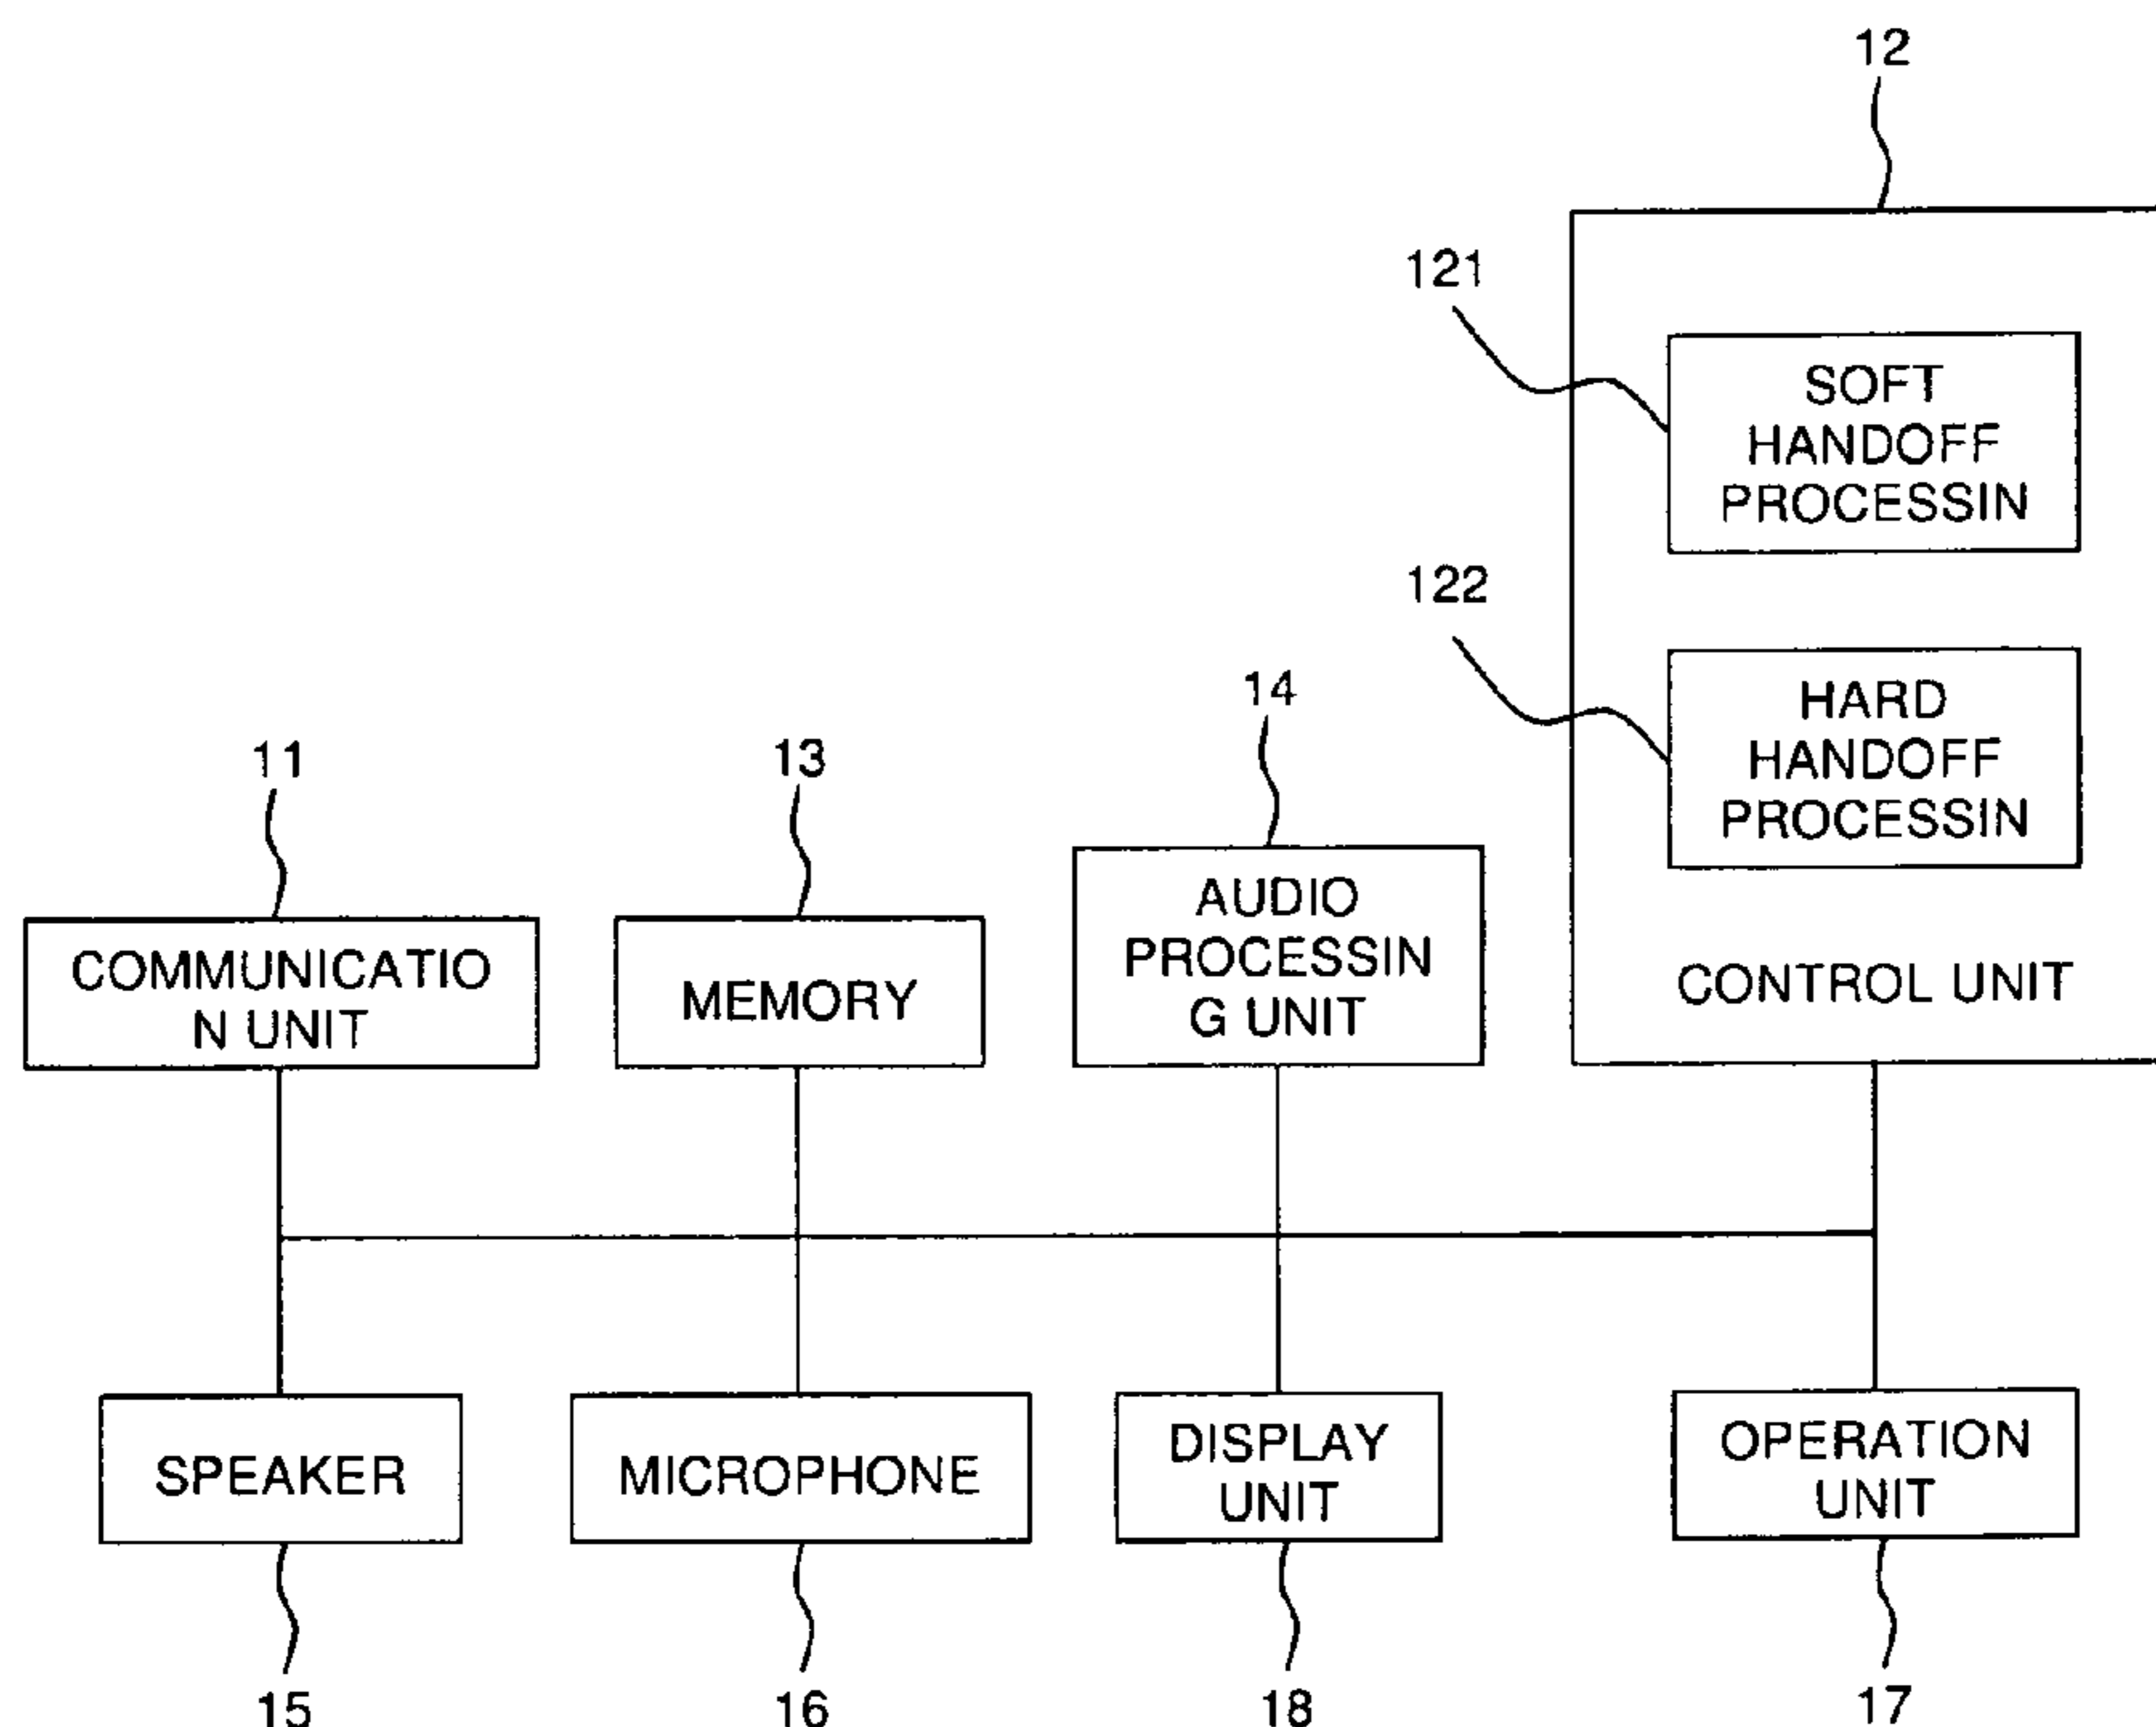 12
121
SOFT
HANDOFF
PROCESSIN
122
HARD
HANDOFF
PROCESSIN
CONTROL UNIT
14
AUDIO
PROCESSIN
G UNIT
13
MEMORY
11
COMMUNICATIO
N UNIT
SPEAKER
15
MICROPHONE
16
DISPLAY
UNIT
18
OPERATION
UNIT
17